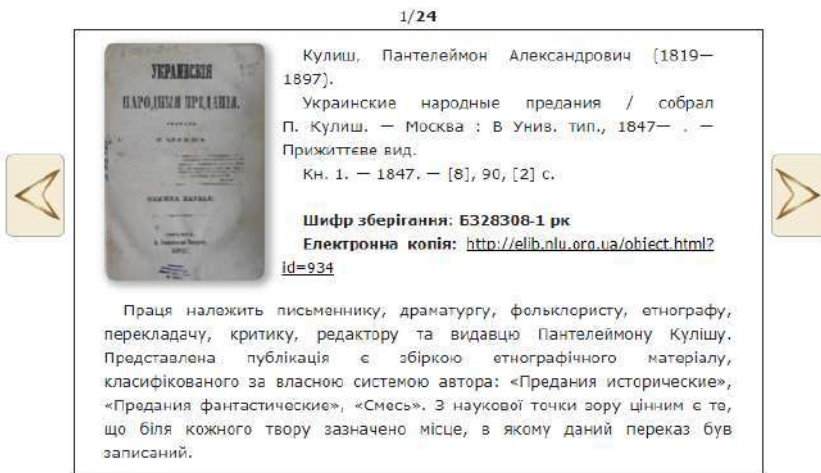 1/24
УКРАИНСКІЯ
НАРОДНЫЯ ПРЕДАНІЯ.
Кулиш, Пантелеймон Александрович (1819—
1897).
Украинские народные предания / собрал
П. Кулиш. — Москва : В Унив. тип., 1847— . —
Прижиттєве вид.
Кн. 1. — 1847. — [8], 90, [2] с.
Шифр зберігання: Б328308-1 рк
Електронна копія: http://elib.nlu.org.ua/object.html?
id=934
Праця належить письменнику, драматургу, фольклористу, етнографу,
перекладачу, критику, редактору та видавцю Пантелеймону Кулішу.
Представлена публікація є збіркою етнографічного матеріалу,
класифікованого за власною системою автора: «Предания исторические»,
«Предания фантастические», «Смесь». З наукової точки зору цінним є те,
що біля кожного твору зазначено місце, в якому даний переказ був
записаний.